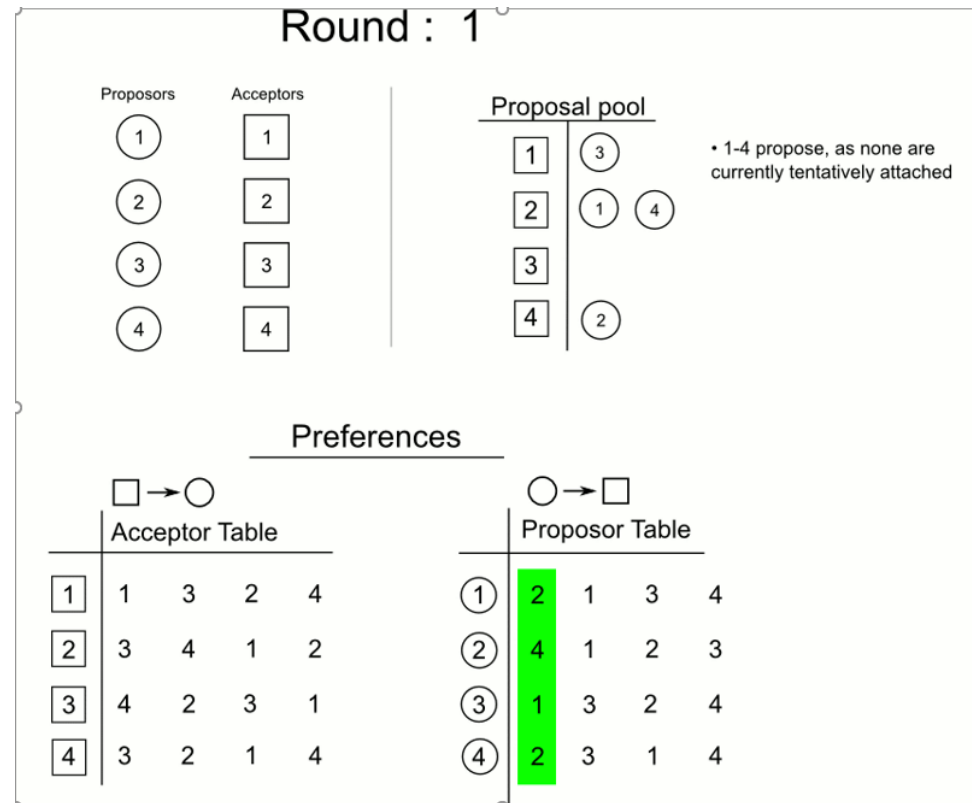 Round : 1
Proposors Acceptors
1 1
2 2
3 3
4 4
Proposal pool
1 3
2 1 4
3
4 2
• 1-4 propose, as none are
currently tentatively attached
Preferences
Acceptor Table
1 1 3 2 4
2 3 4 1 2
3 4 2 3 1
4 3 2 1 4
Proposor Table
1 2 1 3 4
2 4 1 2 3
3 1 3 2 4
4 2 3 1 4